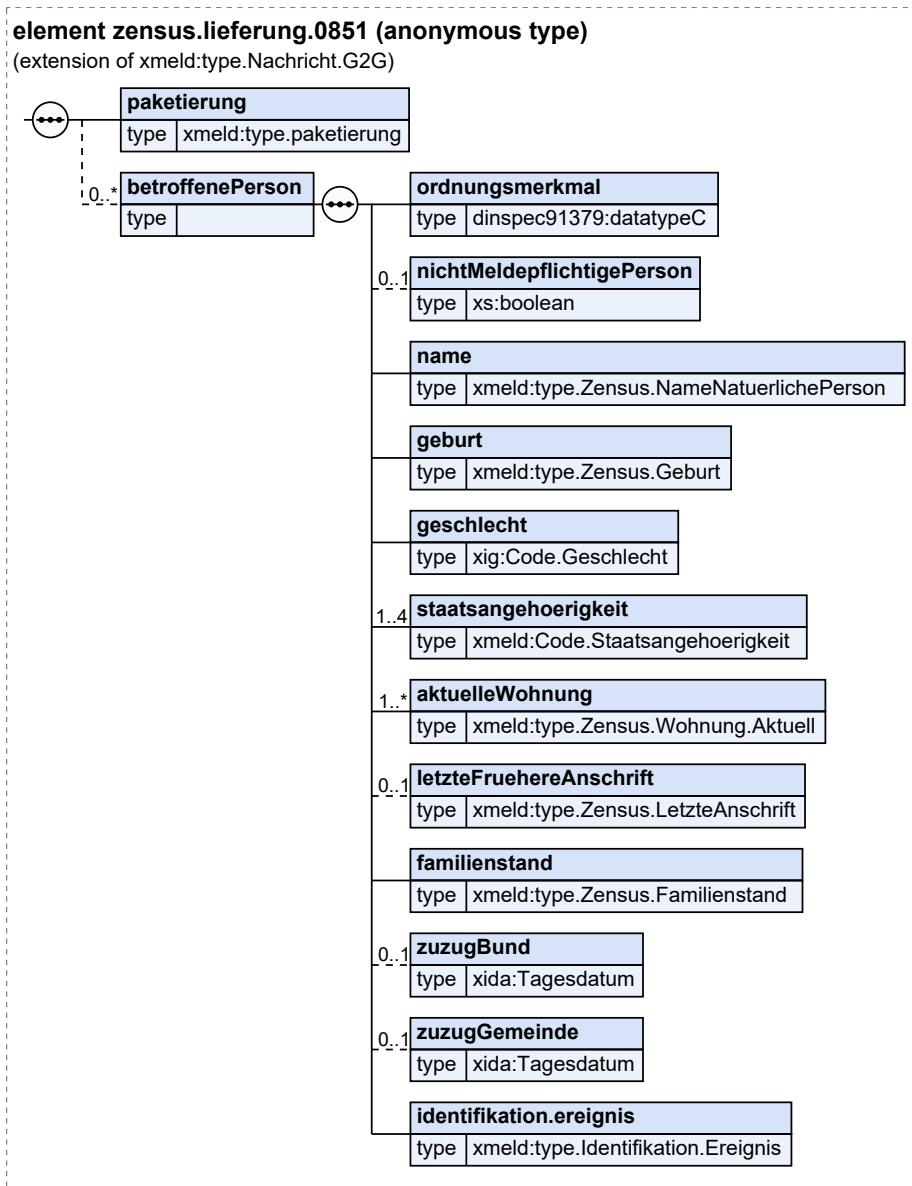 element zensus.lieferung.0851 (anonymous type)
(extension of xmeld:type.Nachricht.G2G)
paketierung
type xmeld:type.paketierung
0..* betroffenePerson
type
ordnungsmerkmal
type dinspec91379:datatypeC
0..1 nichtMeldepflichtigePerson
type xs:boolean
name
type xmeld:type.Zensus.NameNatuerlichePerson
geburt
type xmeld:type.Zensus.Geburt
geschlecht
type xig:Code.Geschlecht
1..4 staatsangehoerigkeit
type xmeld:Code.Staatsangehoerigkeit
1..* aktuelleWohnung
type xmeld:type.Zensus.Wohnung.Aktuell
0..1 letzteFruehereAnschrift
type xmeld:type.Zensus.LetzteAnschrift
familienstand
type xmeld:type.Zensus.Familienstand
0..1 zuzugBund
type xida:Tagesdatum
0..1 zuzugGemeinde
type xida:Tagesdatum
identifikation.ereignis
type xmeld:type.Identifikation.Ereignis